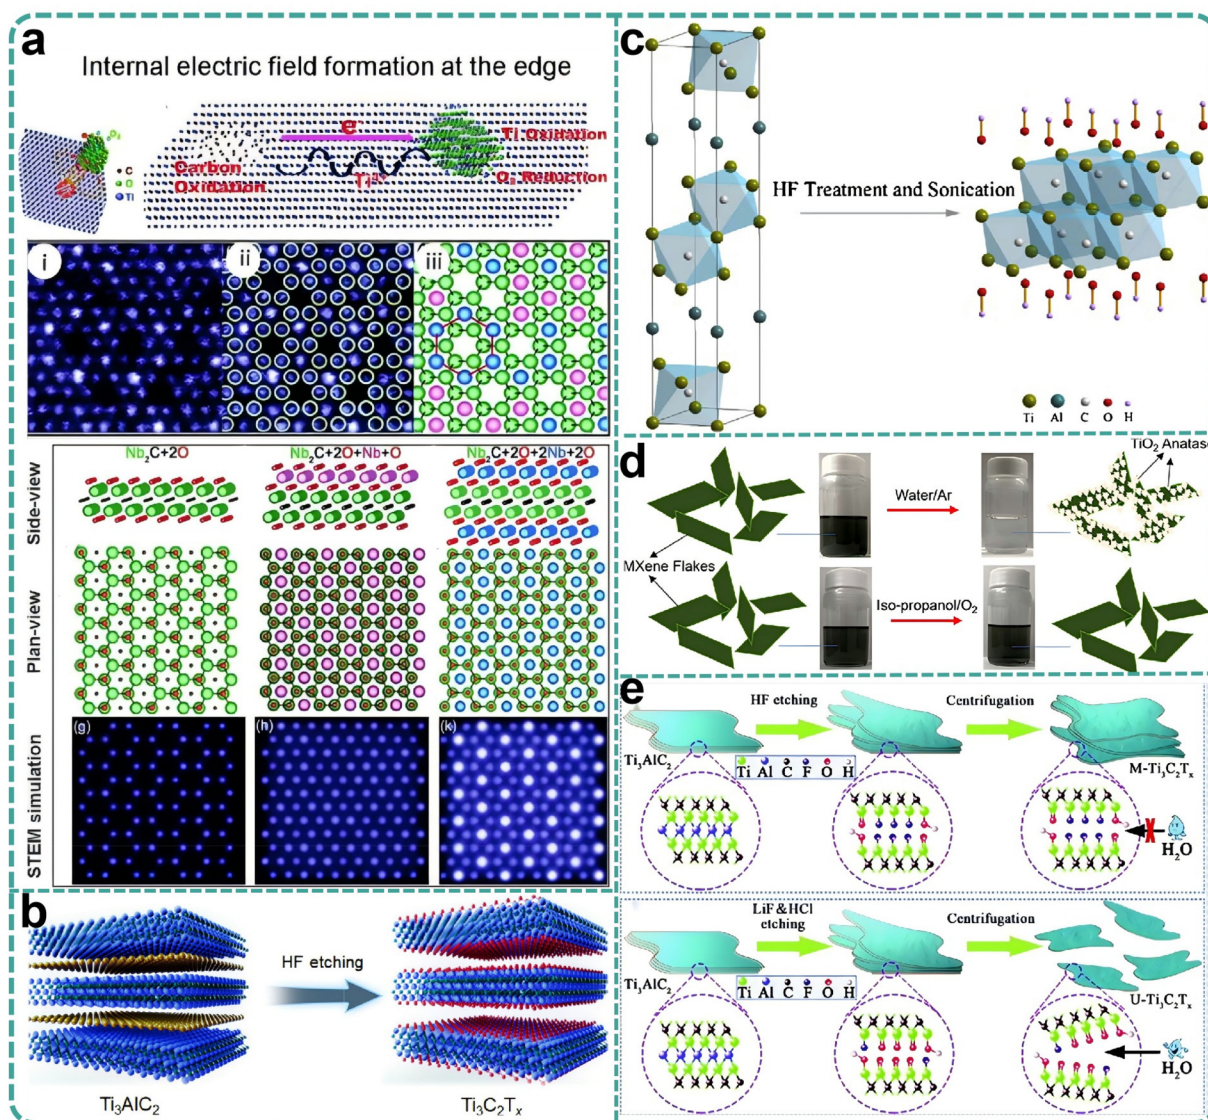 a
Internal electric field formation at the edge
e⁻
Ti Oxidation
Carbon
Oxidation
Ti⁴⁺
O₂ Reduction
C
O
Ti
i
ii
iii
Nb₂C+2O
Nb₂C+2O+Nb+O
Nb₂C+2O+2Nb+2O
Side-view
Plan-view
STEM simulation
(g)
(h)
(k)
b
HF etching
Ti₃AlC₂
Ti₃C₂Tₓ
c
HF Treatment and Sonication
Ti Al C O H
d
TiO₂ Anatase
Water/Ar
MXene Flakes
Iso-propanol/O₂
e
HF etching
Centrifugation
Ti₃AlC₂
Ti Al C F O H
M-Ti₃C₂Tₓ
H₂O
LiF&HCl
etching
Centrifugation
Ti₃AlC₂
Ti Al C F O H
U-Ti₃C₂Tₓ
H₂O